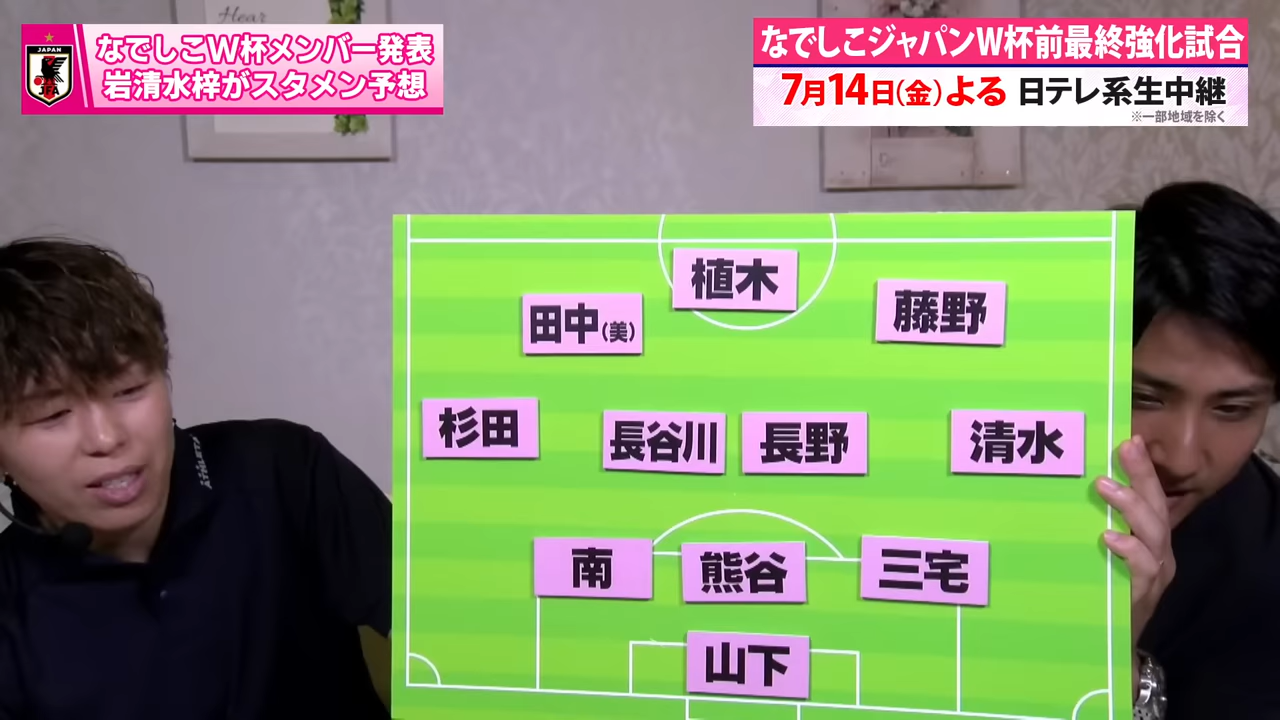 Hear
JAPAN
JFA
なでしこW杯メンバー発表
岩清水梓がスタメン予想
なでしこジャパンW杯前最終強化試合
7月14日(金)よる 日テレ系生中継
※一部地域を除く
植木
田中(美)
藤野
杉田
長谷川
長野
清水
南
熊谷
三宅
山下
ATHLETA